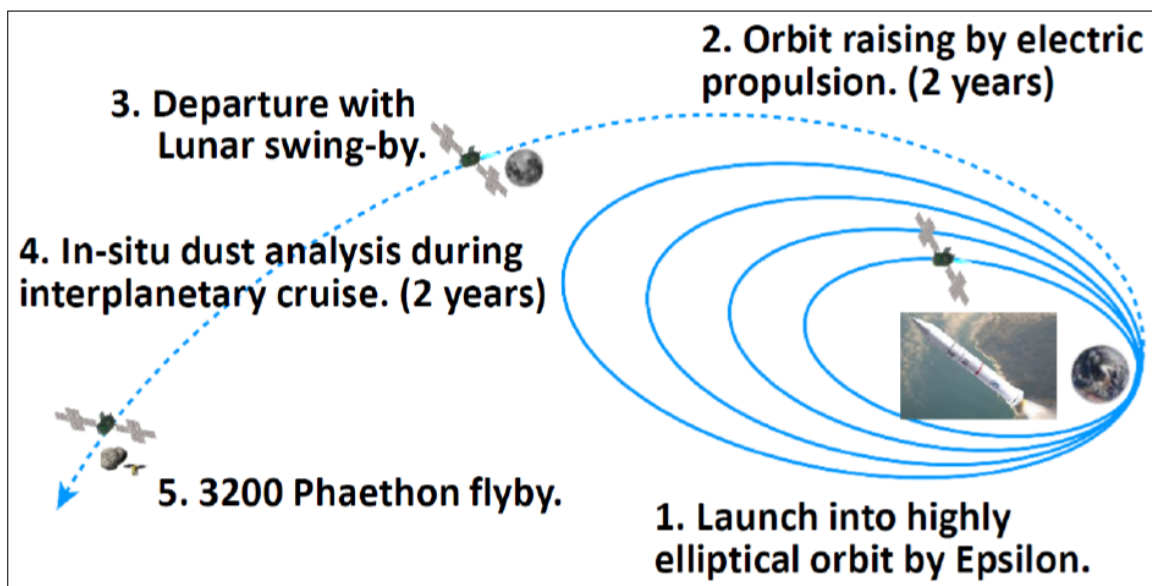 2. Orbit raising by electric
propulsion. (2 years)
3. Departure with
Lunar swing-by.
4. In-situ dust analysis during
interplanetary cruise. (2 years)
5. 3200 Phaethon flyby.
1. Launch into highly
elliptical orbit by Epsilon.